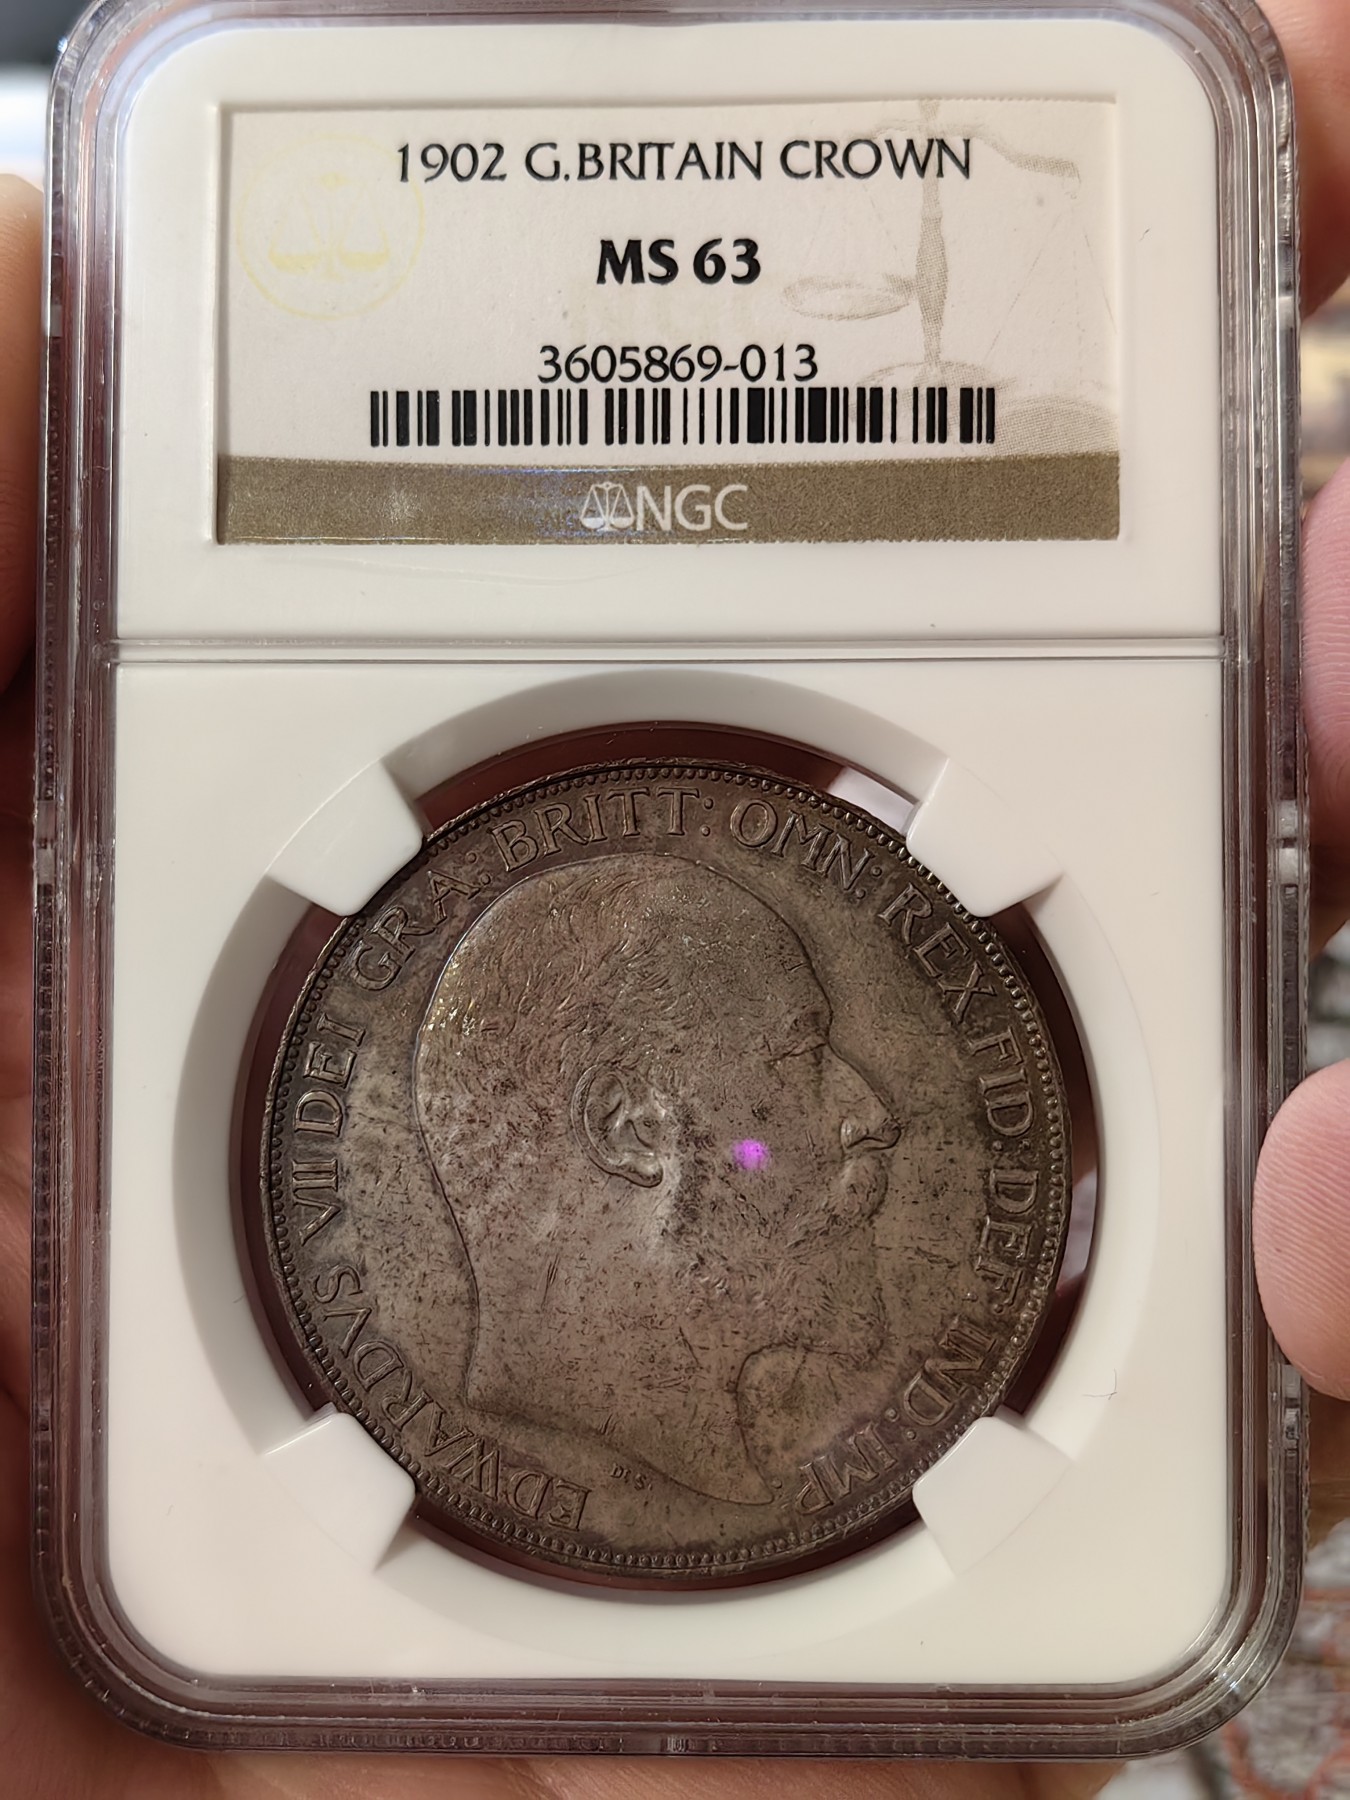 1902 G.BRITAIN CROWN
MS 63
3605869-013
NGC
EDWARDVS VII DEI GRA: BRITT: OMN: REX FID: DEF: IND: IMP:
DES